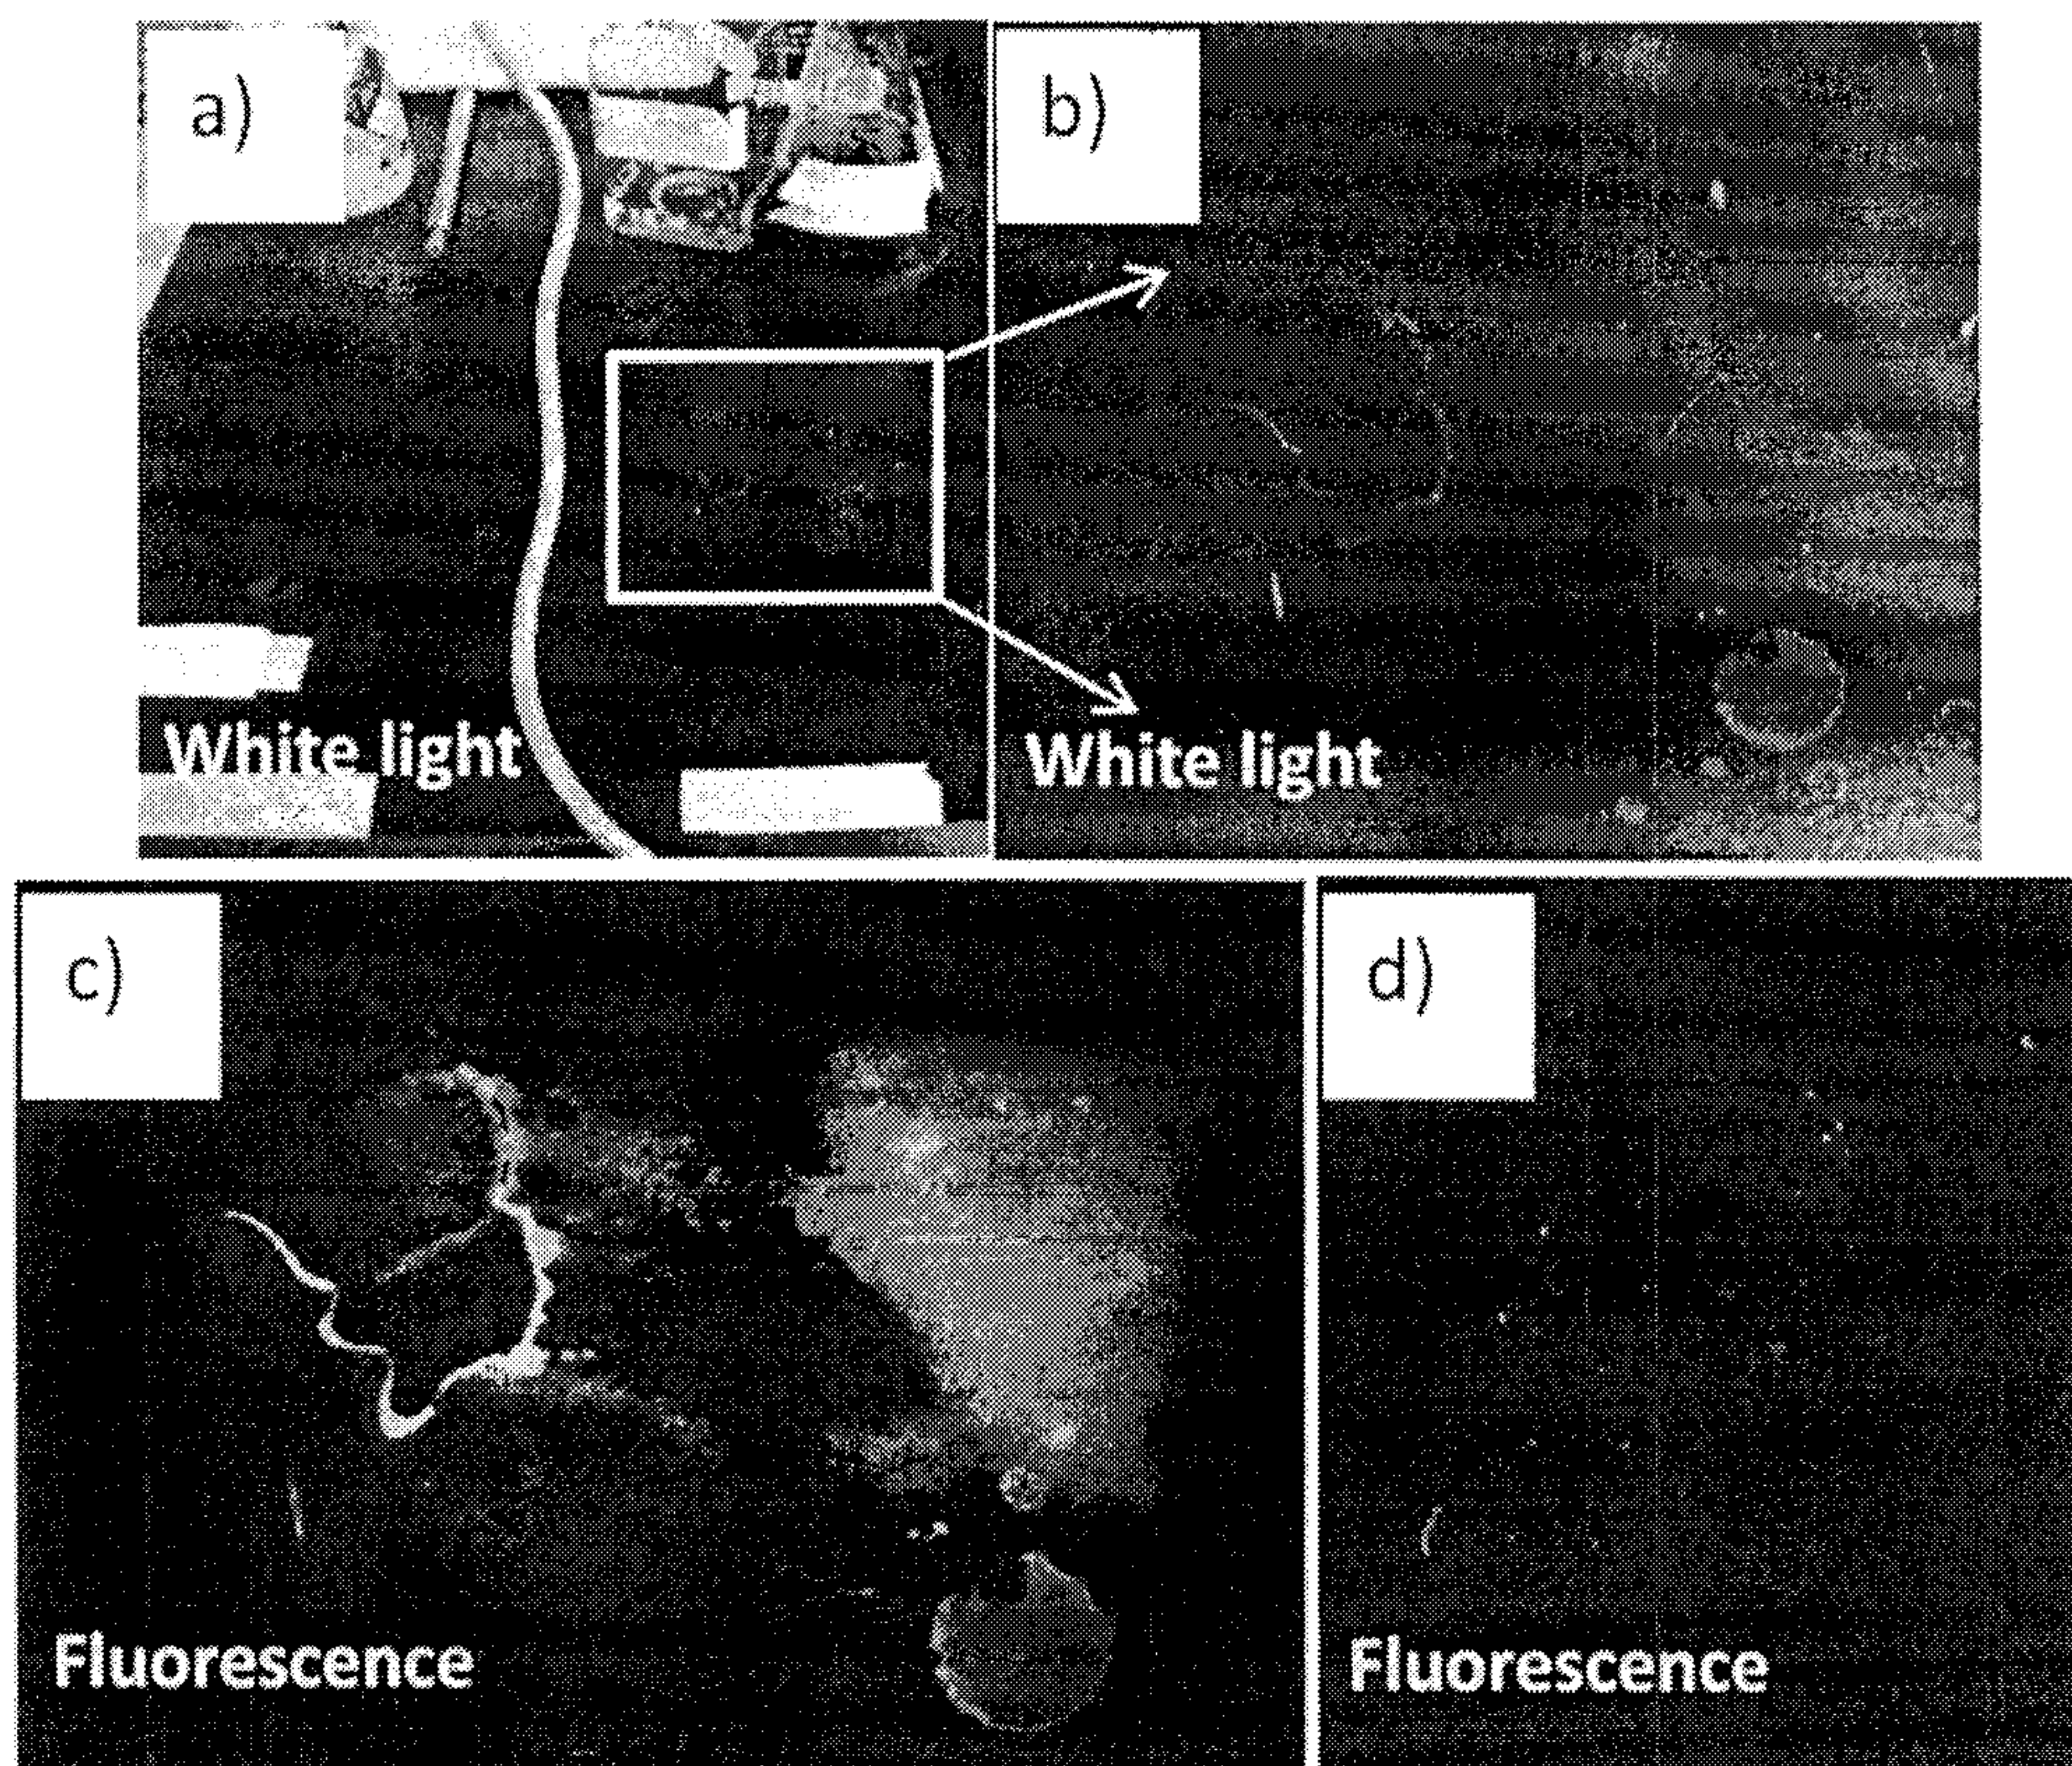 a)
b)
White light
White light
c)
d)
Fluorescence
Fluorescence